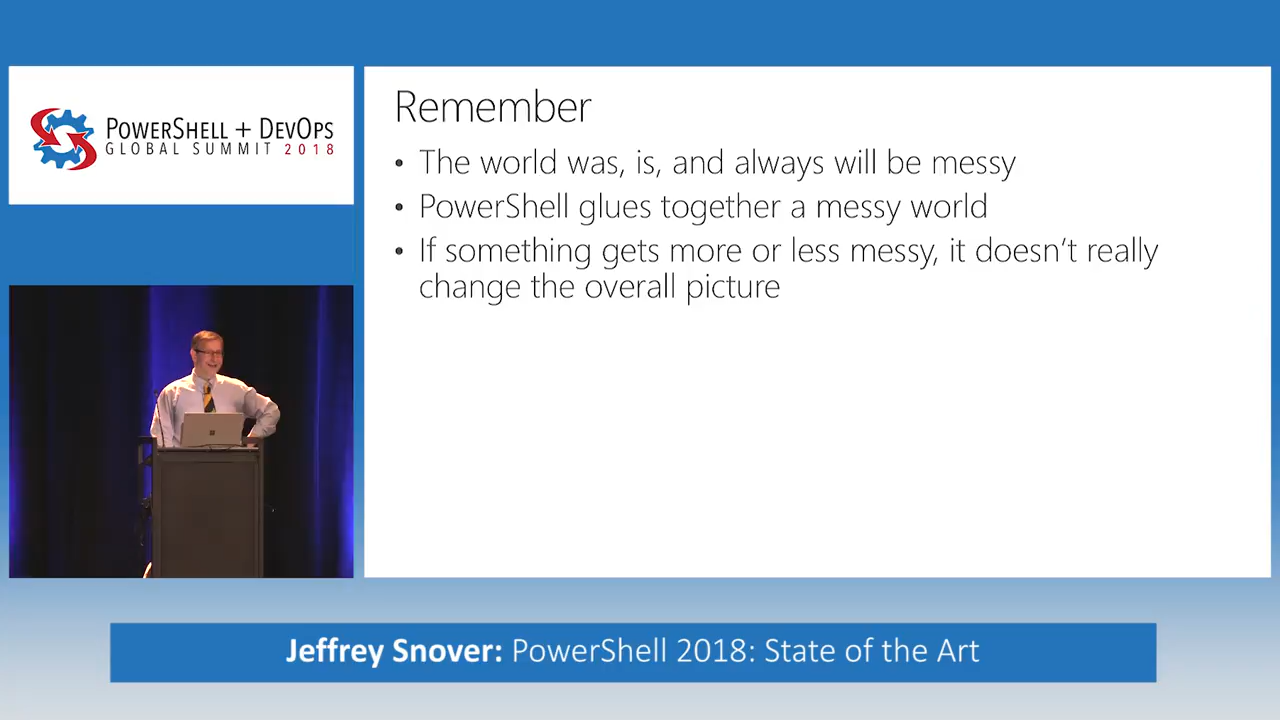 POWERSHELL + DEVOPS
GLOBAL SUMMIT 2018
Remember
• The world was, is, and always will be messy
• PowerShell glues together a messy world
• If something gets more or less messy, it doesn’t really
change the overall picture
Jeffrey Snover: PowerShell 2018: State of the Art